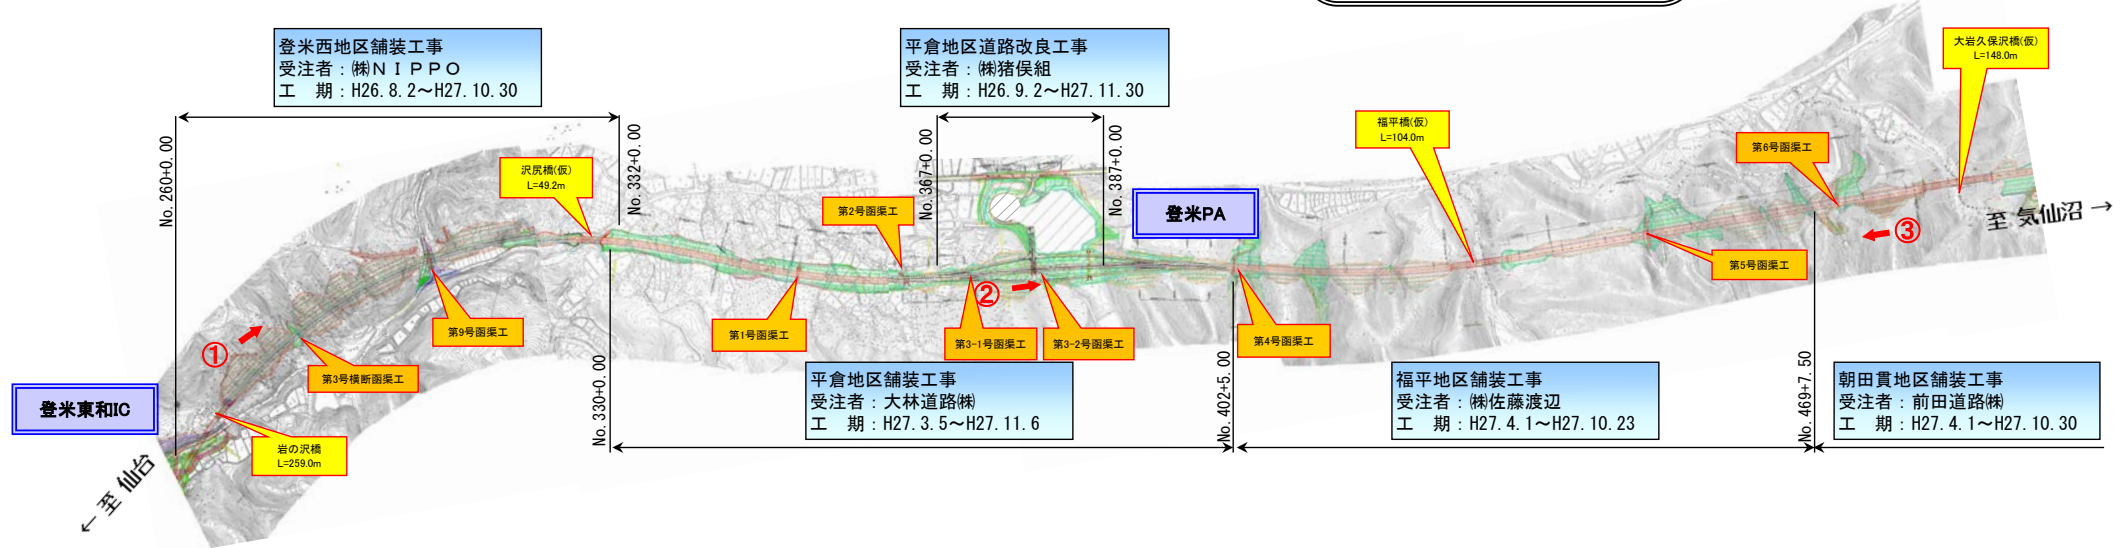 登米西地区舗装工事
受注者：㈱ＮＩＰＰＯ
工　期：H26.8.2～H27.10.30
平倉地区道路改良工事
受注者：㈱猪俣組
工　期：H26.9.2～H27.11.30
大岩久保沢橋(仮)
L=148.0m
福平橋(仮)
L=104.0m
第6号函渠工
No.260+0.00
No.332+0.00
No.367+0.00
No.387+0.00
沢尻橋(仮)
L=49.2m
第2号函渠工
登米PA
至 気仙沼 →
③
第5号函渠工
②
①
第9号函渠工
第1号函渠工
第3-1号函渠工
第3-2号函渠工
第4号函渠工
第3号横断函渠工
登米東和IC
岩の沢橋
L=259.0m
← 至 仙台
No.330+0.00
平倉地区舗装工事
受注者：大林道路㈱
工　期：H27.3.5～H27.11.6
No.402+5.00
福平地区舗装工事
受注者：㈱佐藤渡辺
工　期：H27.4.1～H27.10.23
No.469+7.50
朝田貫地区舗装工事
受注者：前田道路㈱
工　期：H27.4.1～H27.10.30